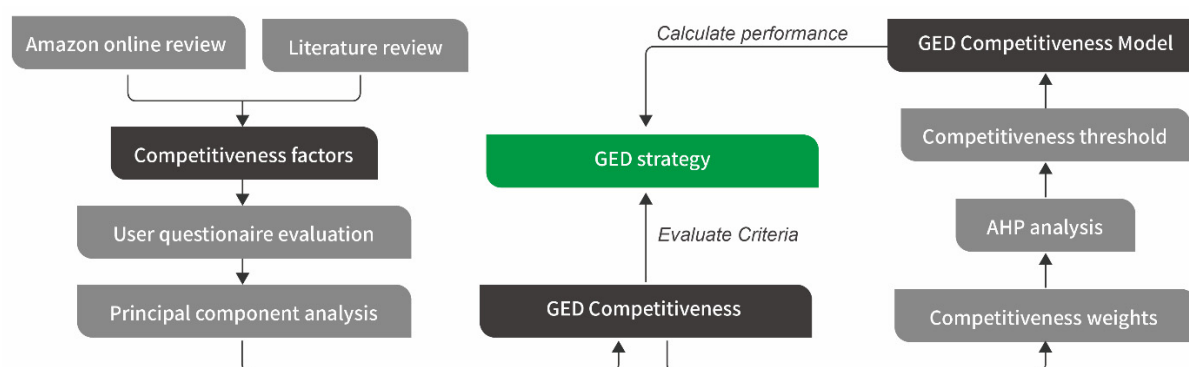 Amazon online review
Literature review
Calculate performance
GED Competitiveness Model
Competitiveness factors
GED strategy
Competitiveness threshold
User questionaire evaluation
Evaluate Criteria
AHP analysis
Principal component analysis
GED Competitiveness
Competitiveness weights